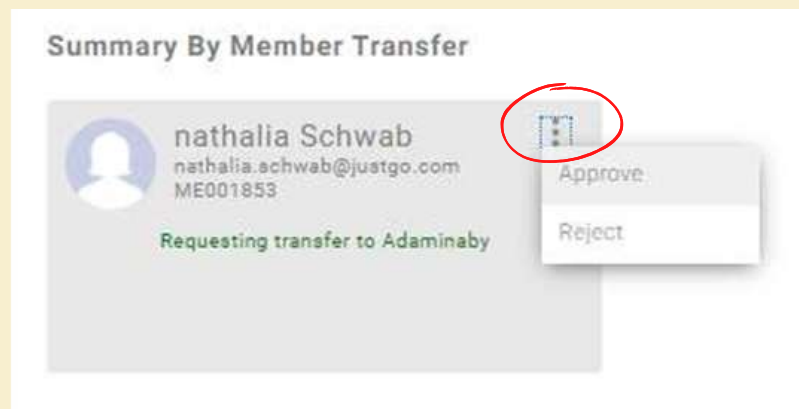 Summary By Member Transfer
nathalia Schwab
nathalia.schwab@justgo.com
ME001853
Requesting transfer to Adaminaby
Approve
Reject